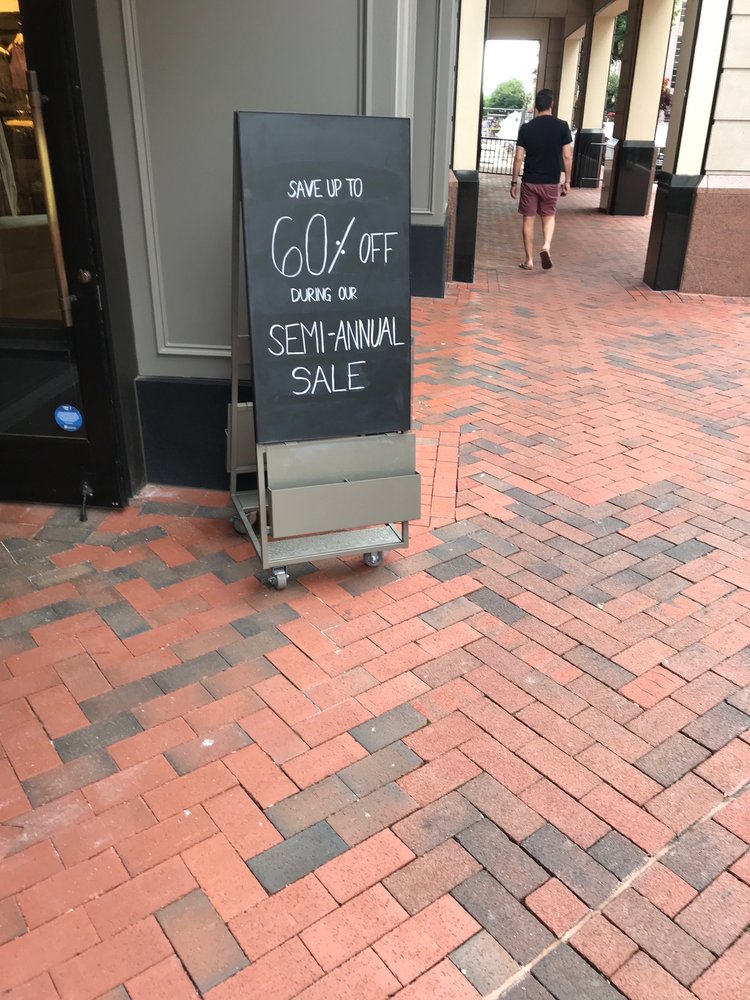 SAVE UP TO
60% OFF
DURING OUR
SEMI-ANNUAL
SALE